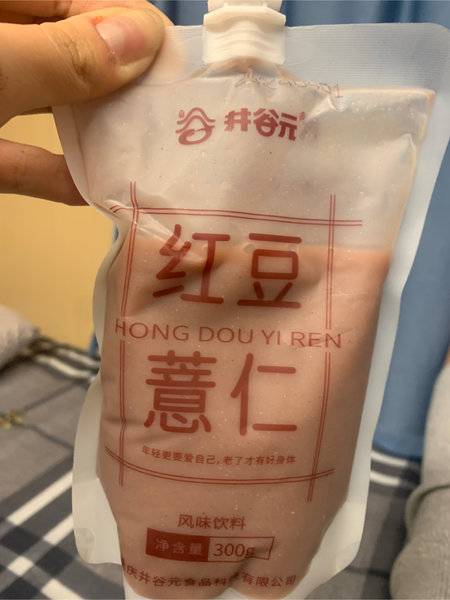 井谷元
红豆
HONG DOU YI REN
薏仁
年轻更要爱自己,老了才有好身体
风味饮料
净含量 300g
庆井谷元食品科 有限公司